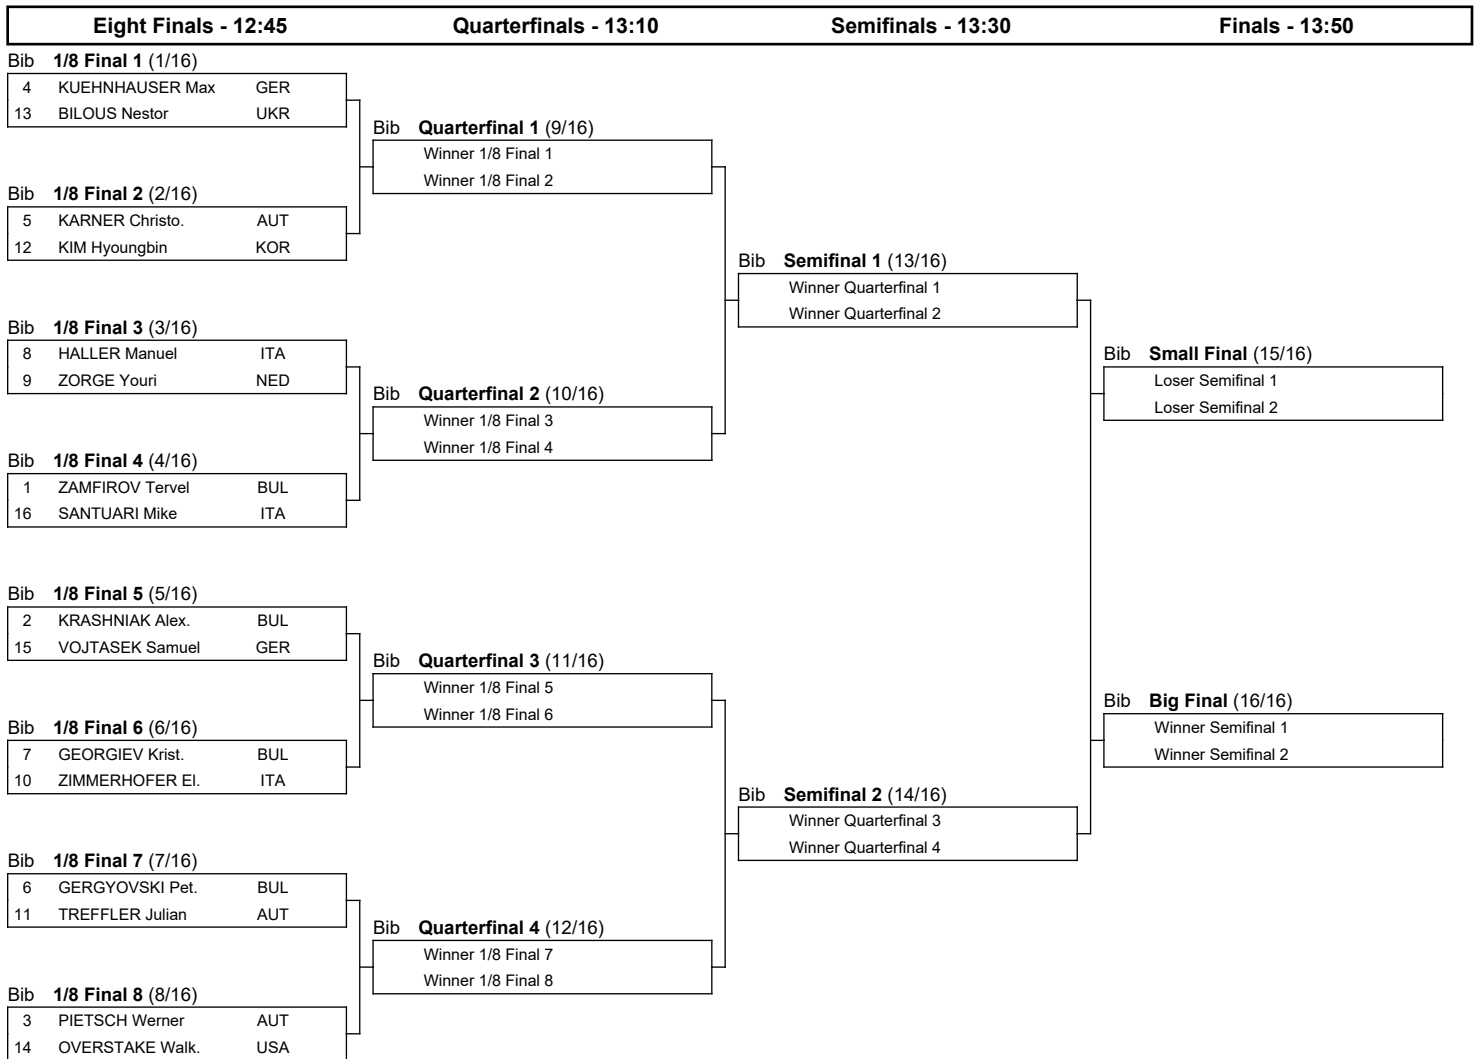 Eight Finals - 12:45 Quarterfinals - 13:10 Semifinals - 13:30 Finals - 13:50
Bib 1/8 Final 1 (1/16)
4 KUEHNHAUSER Max GER
13 BILOUS Nestor UKR
Bib Quarterfinal 1 (9/16)
Winner 1/8 Final 1
Winner 1/8 Final 2
Bib 1/8 Final 2 (2/16)
5 KARNER Christo. AUT
12 KIM Hyoungbin KOR
Bib Semifinal 1 (13/16)
Winner Quarterfinal 1
Winner Quarterfinal 2
Bib 1/8 Final 3 (3/16)
8 HALLER Manuel ITA
9 ZORGE Youri NED
Bib Small Final (15/16)
Loser Semifinal 1
Loser Semifinal 2
Bib Quarterfinal 2 (10/16)
Winner 1/8 Final 3
Winner 1/8 Final 4
Bib 1/8 Final 4 (4/16)
1 ZAMFIROV Tervel BUL
16 SANTUARI Mike ITA
Bib 1/8 Final 5 (5/16)
2 KRASHNIAK Alex. BUL
15 VOJTASEK Samuel GER
Bib Quarterfinal 3 (11/16)
Winner 1/8 Final 5
Winner 1/8 Final 6
Bib Big Final (16/16)
Winner Semifinal 1
Winner Semifinal 2
Bib 1/8 Final 6 (6/16)
7 GEORGIEV Krist. BUL
10 ZIMMERHOFER El. ITA
Bib Semifinal 2 (14/16)
Winner Quarterfinal 3
Winner Quarterfinal 4
Bib 1/8 Final 7 (7/16)
6 GERGYOVSKI Pet. BUL
11 TREFFLER Julian AUT
Bib Quarterfinal 4 (12/16)
Winner 1/8 Final 7
Winner 1/8 Final 8
Bib 1/8 Final 8 (8/16)
3 PIETSCH Werner AUT
14 OVERSTAKE Walk. USA